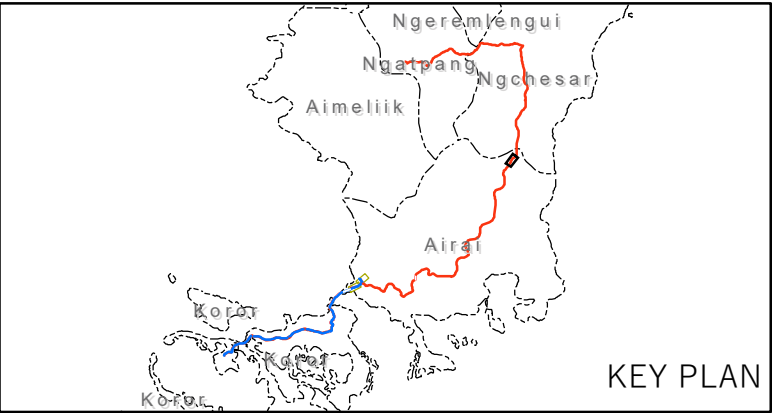 Ngeremlengui
Ngatpang
Ngchesar
Aimeliik
Airai
Koror
Koror
KEY PLAN
Koror